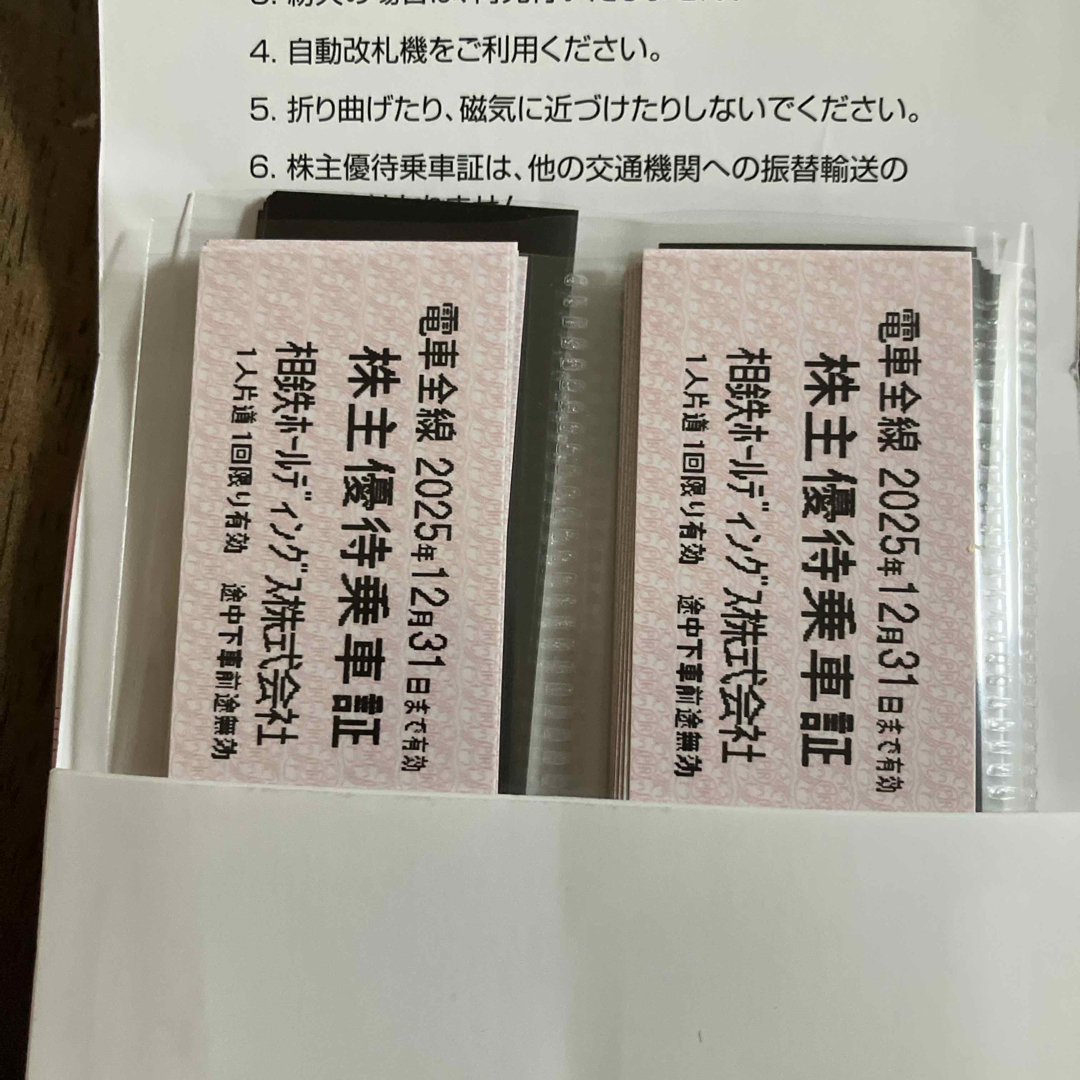 4. 自動改札機をご利用ください。
5. 折り曲げたり、磁気に近づけたりしないでください。
6. 株主優待乗車証は、他の交通機関への振替輸送の
電車全線 2025年12月31日まで有効
株主優待乗車証
相鉄ホールディングス株式会社
1人片道1回限り有効 途中下車前途無効
電車全線 2025年12月31日まで有効
株主優待乗車証
相鉄ホールディングス株式会社
1人片道1回限り有効 途中下車前途無効